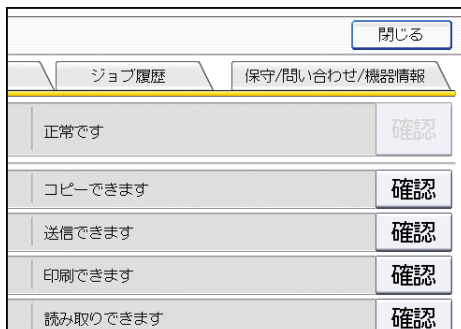 閉じる
ジョブ履歴 保守/問い合わせ/機器情報
正常です 確認
コピーできます 確認
送信できます 確認
印刷できます 確認
読み取りできます 確認